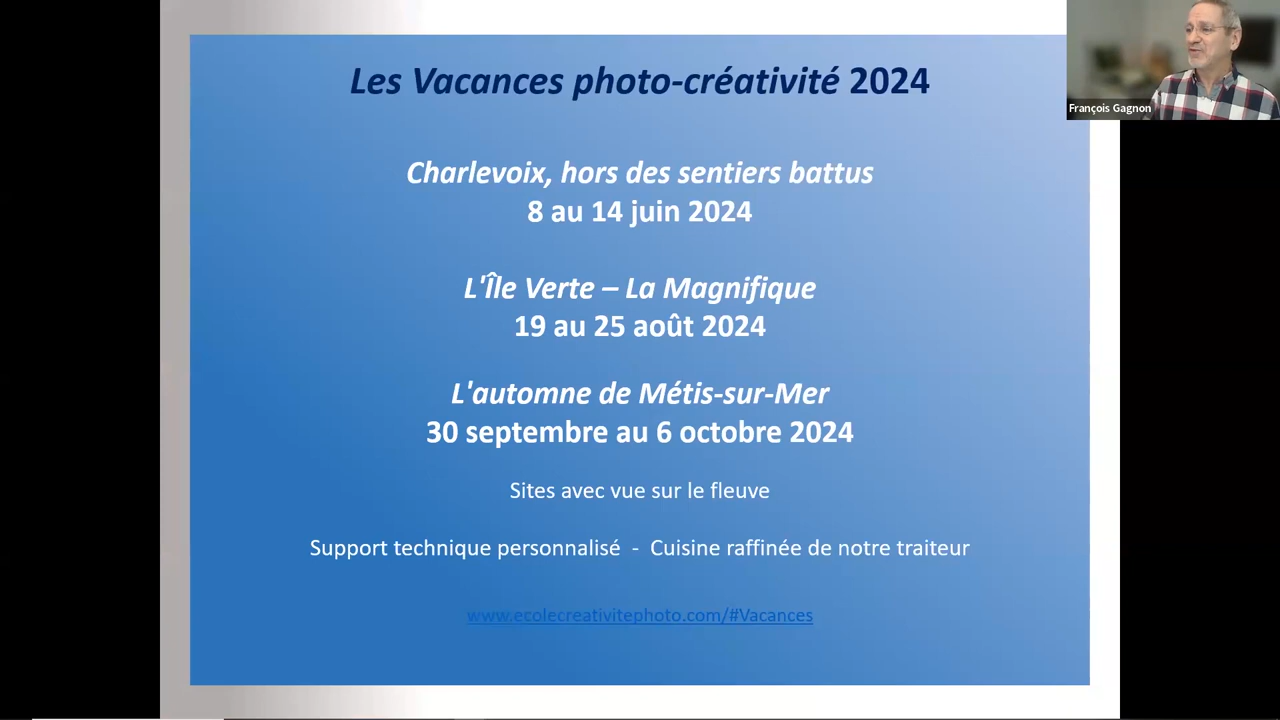 Les Vacances photo-créativité 2024
François Gagnon
Charlevoix, hors des sentiers battus
8 au 14 juin 2024
L'Île Verte – La Magnifique
19 au 25 août 2024
L'automne de Métis-sur-Mer
30 septembre au 6 octobre 2024
Sites avec vue sur le fleuve
Support technique personnalisé - Cuisine raffinée de notre traiteur
www.ecolecreativitephoto.com/#Vacances